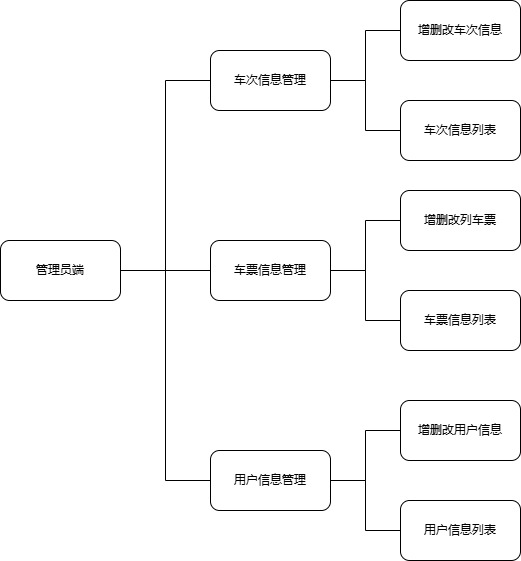 管理员端
车次信息管理
增删改车次信息
车次信息列表
车票信息管理
增删改列车票
车票信息列表
用户信息管理
增删改用户信息
用户信息列表